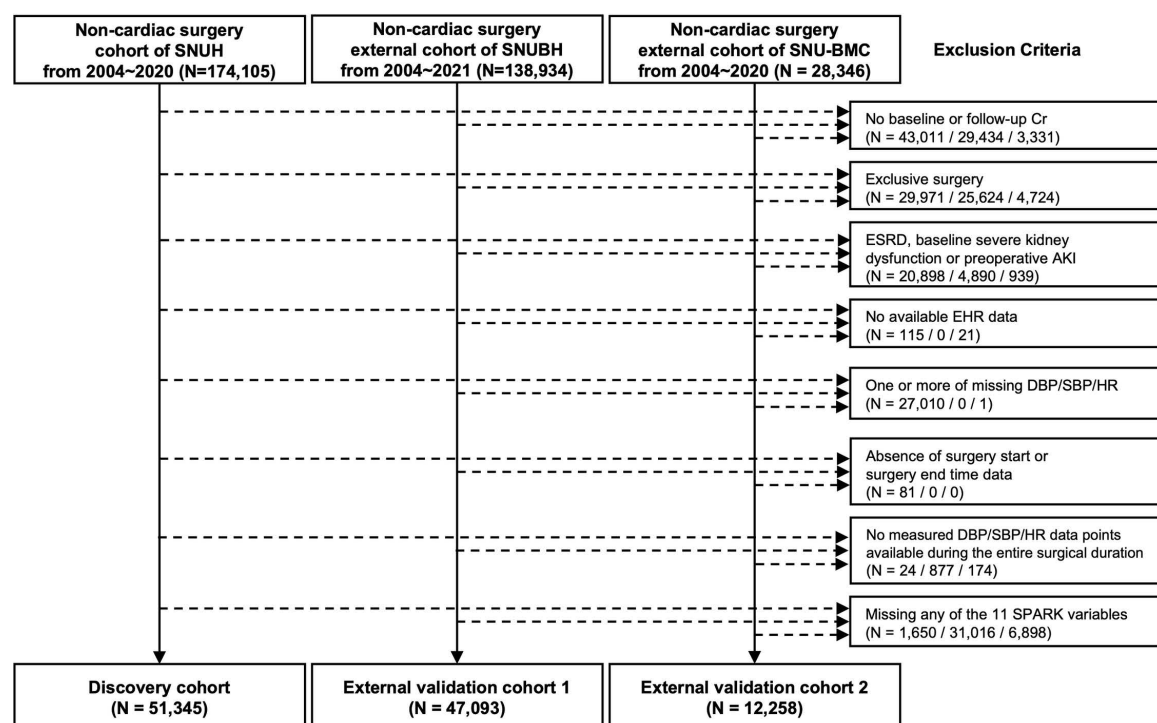 Non-cardiac surgery
cohort of SNUH
from 2004~2020 (N=174,105)
Non-cardiac surgery
external cohort of SNUBH
from 2004~2021 (N=138,934)
Non-cardiac surgery
external cohort of SNU-BMC
from 2004~2020 (N = 28,346)
Exclusion Criteria
No baseline or follow-up Cr
(N = 43,011 / 29,434 / 3,331)
Exclusive surgery
(N = 29,971 / 25,624 / 4,724)
ESRD, baseline severe kidney
dysfunction or preoperative AKI
(N = 20,898 / 4,890 / 939)
No available EHR data
(N = 115 / 0 / 21)
One or more of missing DBP/SBP/HR
(N = 27,010 / 0 / 1)
Absence of surgery start or
surgery end time data
(N = 81 / 0 / 0)
No measured DBP/SBP/HR data points
available during the entire surgical duration
(N = 24 / 877 / 174)
Missing any of the 11 SPARK variables
(N = 1,650 / 31,016 / 6,898)
Discovery cohort
(N = 51,345)
External validation cohort 1
(N = 47,093)
External validation cohort 2
(N = 12,258)